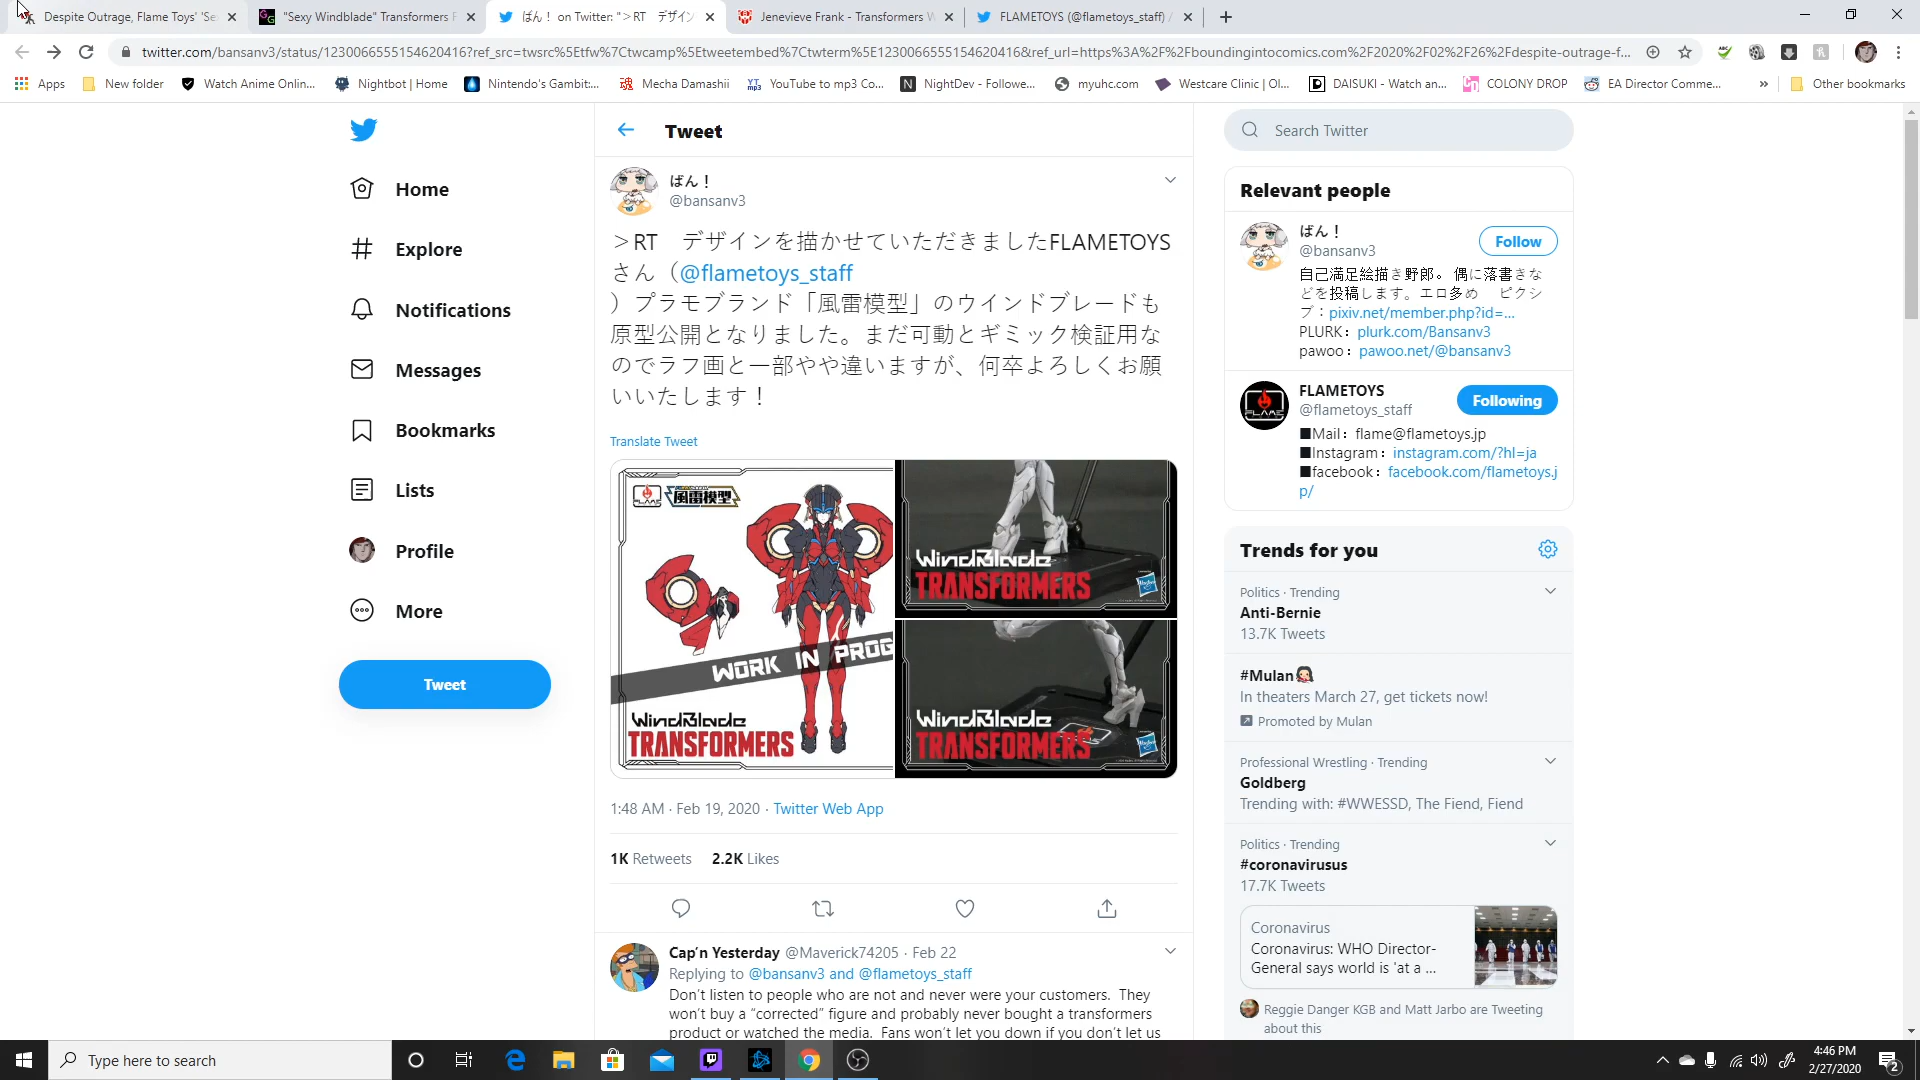 Despite Outrage, Flame Toys' 'Se
"Sexy Windblade" Transformers F
ばん！ on Twitter: "＞RT　デザイン
Jenevieve Frank - Transformers W
FLAMETOYS (@flametoys_staff) /
twitter.com/bansanv3/status/1230066555154620416?ref_src=twsrc%5Etfw%7Ctwcamp%5Etweetembed%7Ctwterm%5E1230066555154620416&ref_url=https%3A%2F%2Fboundingintocomics.com%2F2020%2F02%2F26%2Fdespite-outrage-f...
Apps
New folder
Watch Anime Onlin...
Nightbot | Home
Nintendo's Gambit:...
Mecha Damashii
YouTube to mp3 Co...
NightDev - Followe...
myuhc.com
Westcare Clinic | Ol...
DAISUKI - Watch an...
COLONY DROP
EA Director Comme...
Other bookmarks
Home
Explore
Notifications
Messages
Bookmarks
Lists
Profile
More
Tweet
Tweet
ばん！
@bansanv3
＞RT　デザインを描かせていただきましたFLAMETOYS
さん（@flametoys_staff
）プラモブランド「風雷模型」のウインドブレードも
原型公開となりました。まだ可動とギミック検証用な
のでラフ画と一部やや違いますが、何卒よろしくお願
いいたします！
Translate Tweet
FLAME
風雷模型
WORK IN PROG
WindBlade
TRANSFORMERS
WindBlade
TRANSFORMERS
Hasbro
WindBlade
TRANSFORMERS
Hasbro
1:48 AM · Feb 19, 2020 · Twitter Web App
1K Retweets 2.2K Likes
Cap'n Yesterday @Maverick74205 · Feb 22
Replying to @bansanv3 and @flametoys_staff
Don't listen to people who are not and never were your customers. They
won't buy a "corrected" figure and probably never bought a transformers
product or watched the media. Fans won't let you down if you don't let us
Search Twitter
Relevant people
ばん！
@bansanv3
Follow
自己満足絵描き野郎。 偶に落書きな
どを投稿します。エロ多め　ピクシ
ブ：pixiv.net/member.php?id=...
PLURK：plurk.com/Bansanv3
pawoo：pawoo.net/@bansanv3
FLAMETOYS
@flametoys_staff
Following
■Mail：flame@flametoys.jp
■Instagram：instagram.com/?hl=ja
■facebook：facebook.com/flametoys.j
p/
Trends for you
Politics · Trending
Anti-Bernie
13.7K Tweets
#Mulan
In theaters March 27, get tickets now!
Promoted by Mulan
Professional Wrestling · Trending
Goldberg
Trending with: #WWESSD, The Fiend, Fiend
Politics · Trending
#coronavirusus
17.7K Tweets
Coronavirus
Coronavirus: WHO Director-
General says world is 'at a ...
Reggie Danger KGB and Matt Jarbo are Tweeting
about this
Type here to search
4:46 PM
2/27/2020
2